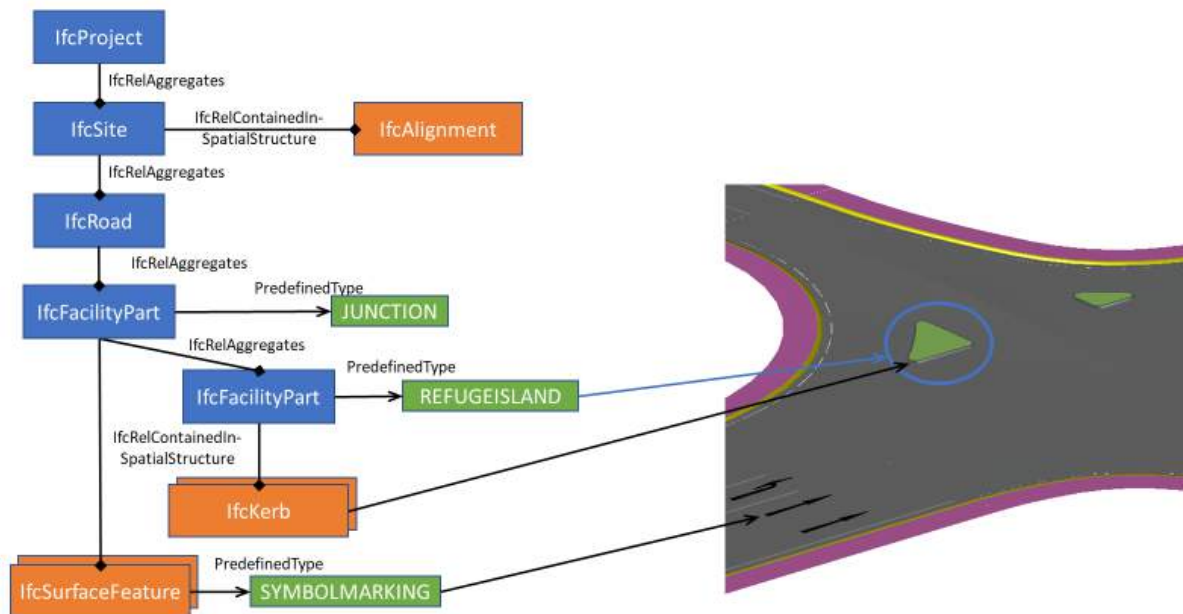 IfcProject
IfcRelAggregates
IfcSite
IfcRelContainedIn-
SpatialStructure
IfcAlignment
IfcRelAggregates
IfcRoad
IfcRelAggregates
IfcFacilityPart
PredefinedType
JUNCTION
IfcRelAggregates
IfcFacilityPart
PredefinedType
REFUGEISLAND
IfcRelContainedIn-
SpatialStructure
IfcKerb
IfcSurfaceFeature
PredefinedType
SYMBOLMARKING